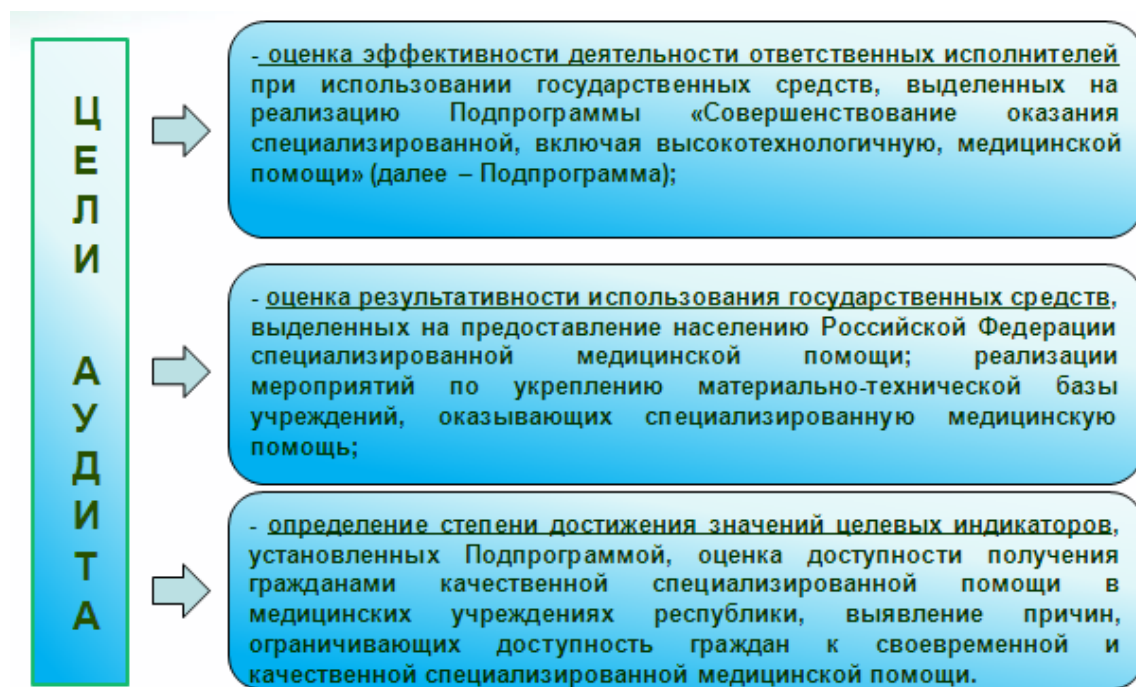 ЦЕЛИ АУДИТА
- оценка эффективности деятельности ответственных исполнителей
при использовании государственных средств, выделенных на
реализацию Подпрограммы «Совершенствование оказания
специализированной, включая высокотехнологичную, медицинской
помощи» (далее – Подпрограмма);
- оценка результативности использования государственных средств,
выделенных на предоставление населению Российской Федерации
специализированной медицинской помощи; реализации
мероприятий по укреплению материально-технической базы
учреждений, оказывающих специализированную медицинскую
помощь;
- определение степени достижения значений целевых индикаторов,
установленных Подпрограммой, оценка доступности получения
гражданами качественной специализированной помощи в
медицинских учреждениях республики, выявление причин,
ограничивающих доступность граждан к своевременной и
качественной специализированной медицинской помощи.